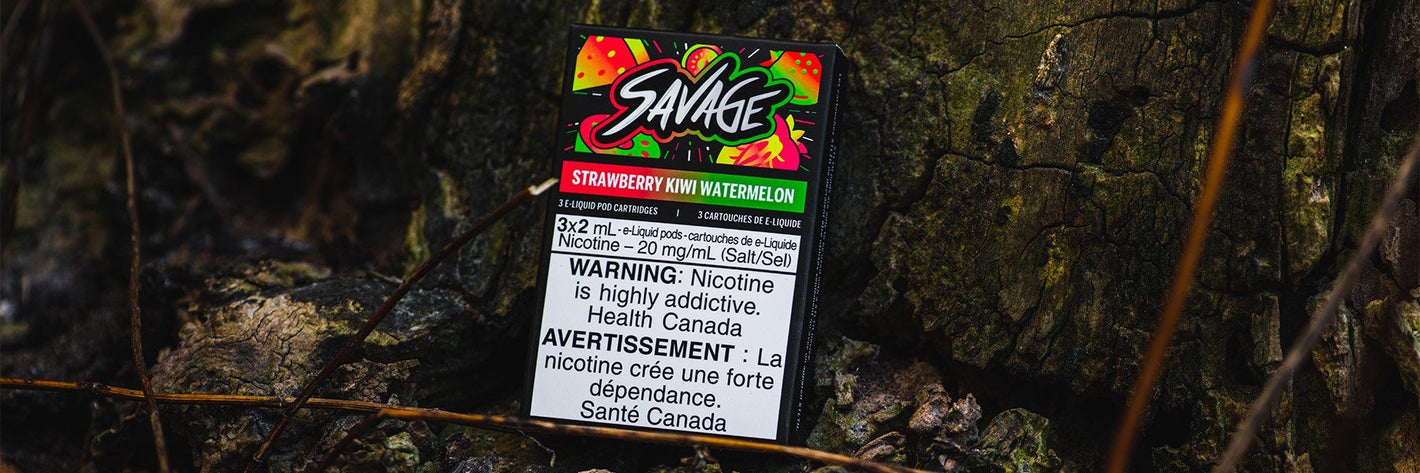 SAVAGE
STRAWBERRY KIWI WATERMELON
3 E-LIQUID POD CARTRIDGES | 3 CARTOUCHES DE E-LIQUIDE
3x2 mL - e-Liquid pods - cartouches de e-Liquide
Nicotine – 20 mg/mL (Salt/Sel)
WARNING: Nicotine
is highly addictive.
Health Canada
AVERTISSEMENT : La
nicotine crée une forte
dépendance.
Santé Canada